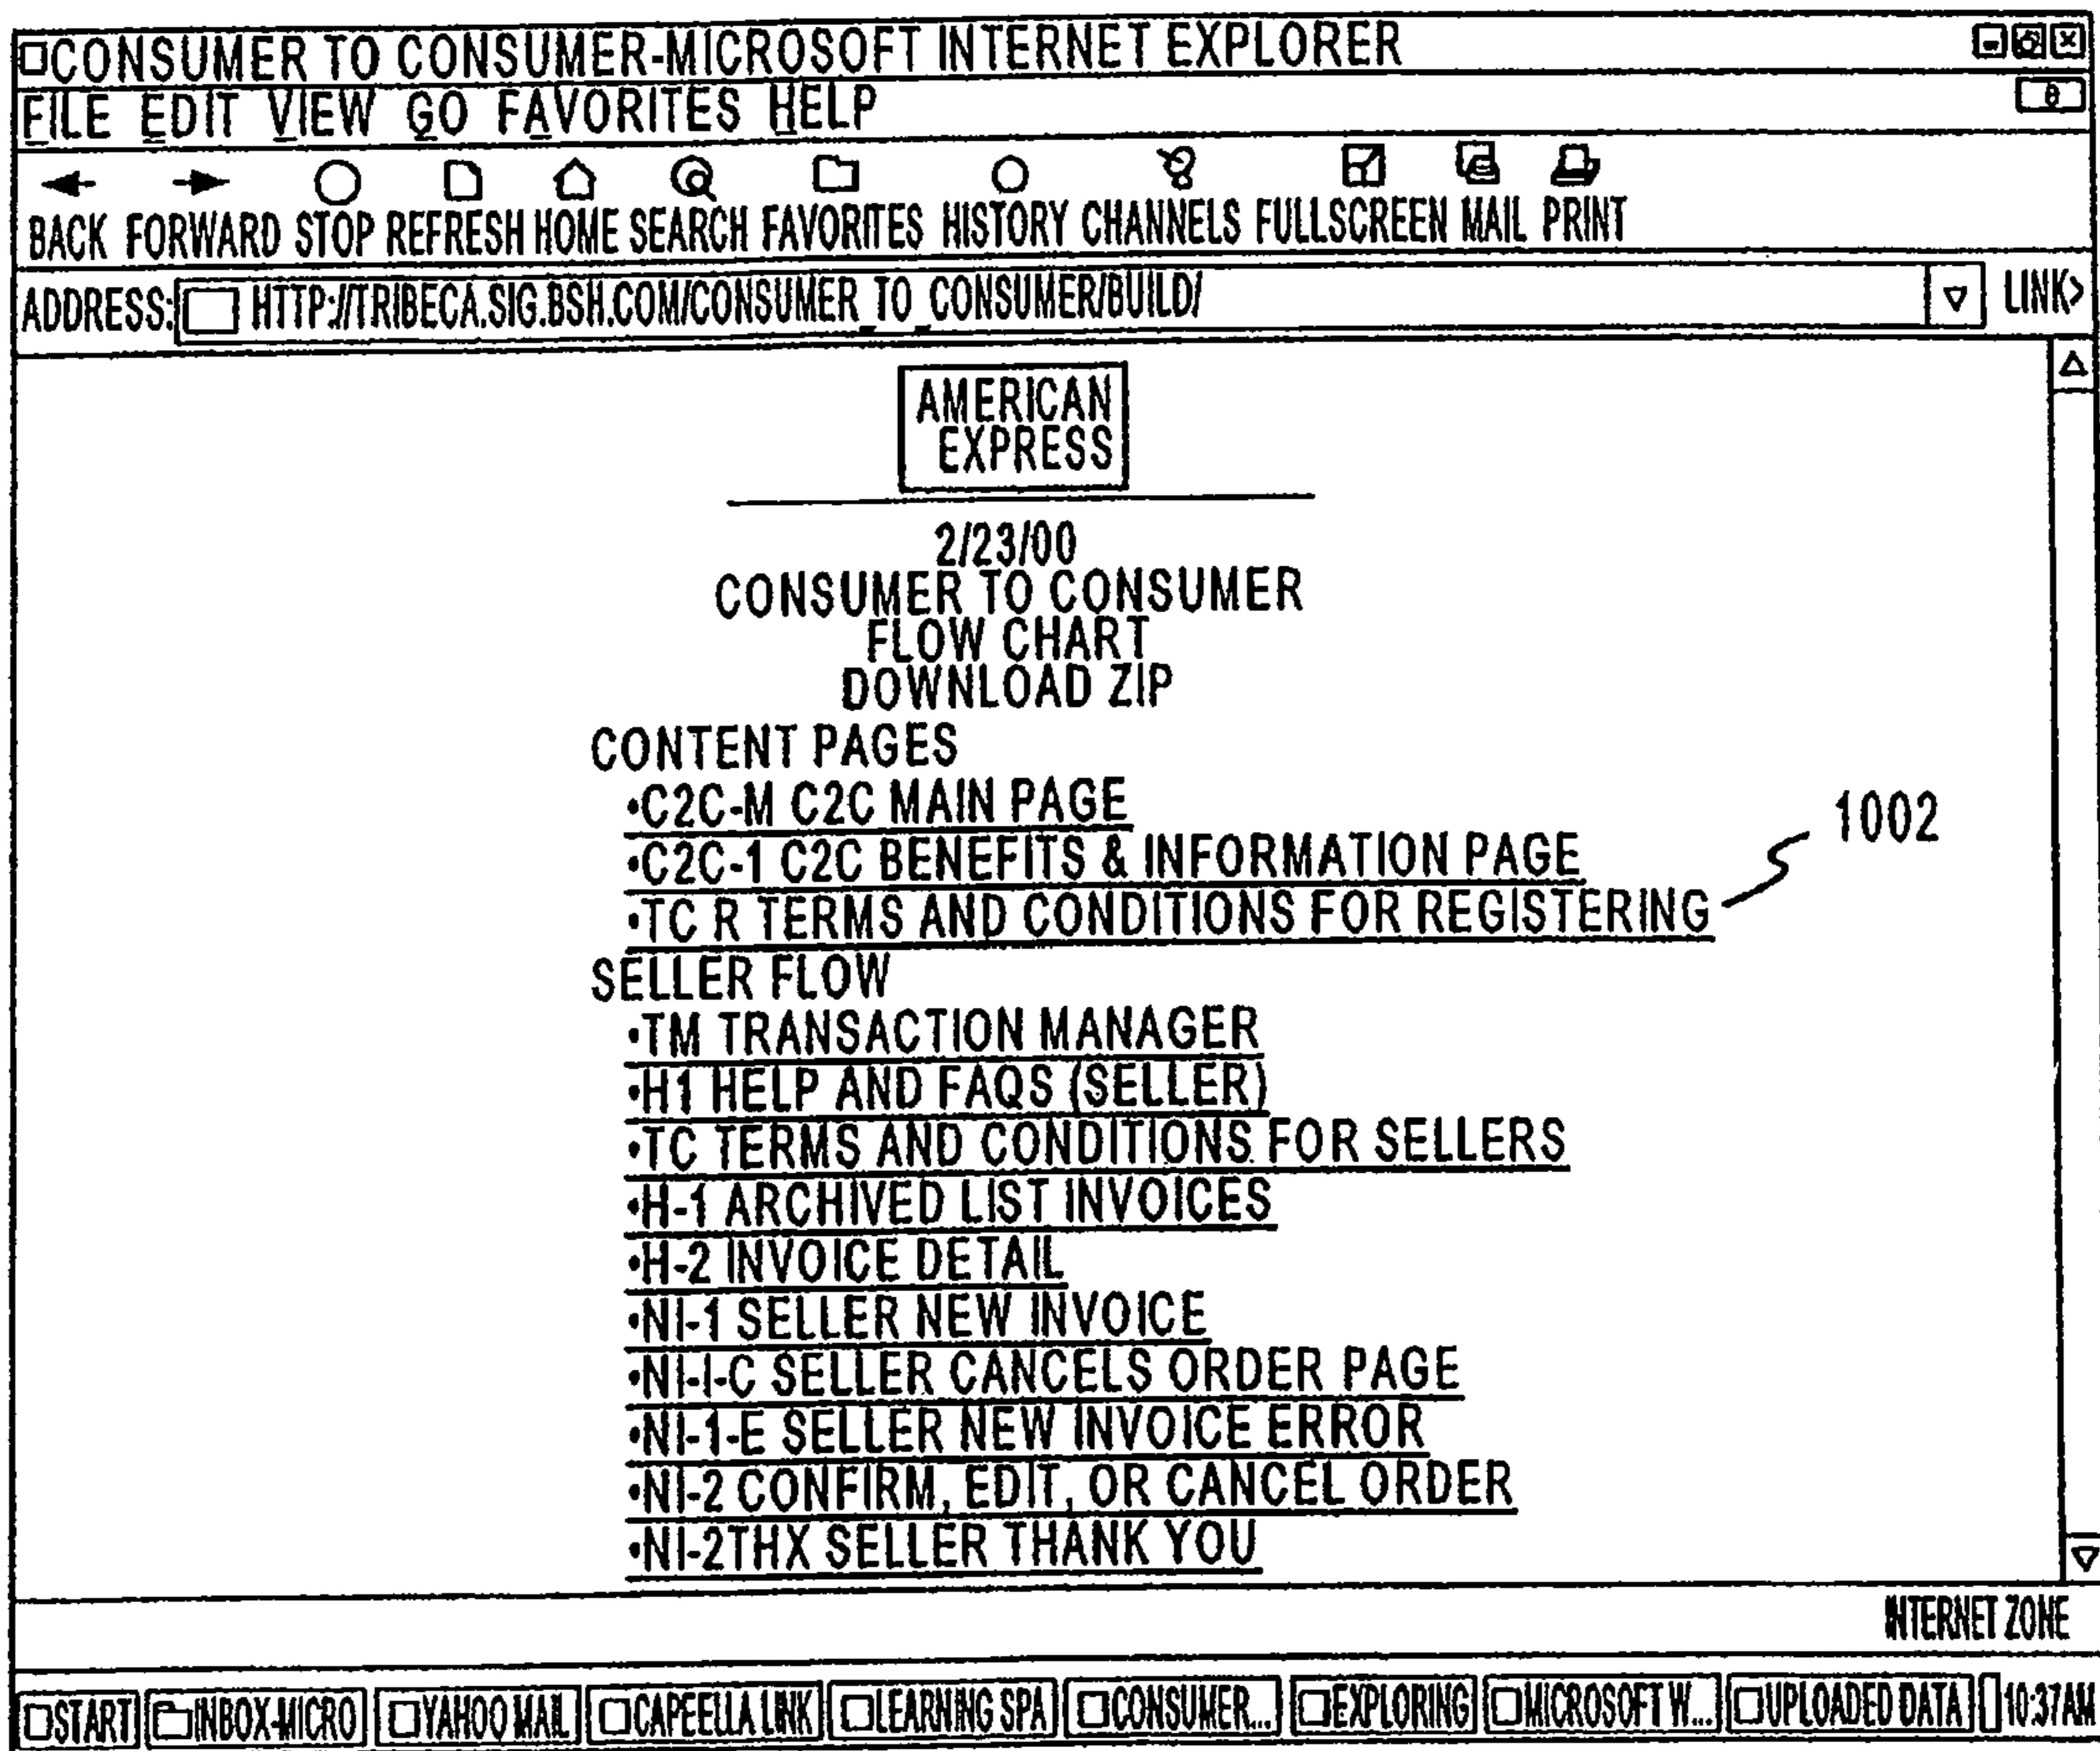 CONSUMER TO CONSUMER-MICROSOFT INTERNET EXPLORER
FILE EDIT VIEW GO FAVORITES HELP
BACK FORWARD STOP REFRESH HOME SEARCH FAVORITES HISTORY CHANNELS FULLSCREEN MAIL PRINT
ADDRESS: HTTP://TRIBECA.SIG.BSH.COM/CONSUMER_TO_CONSUMER/BUILD/ LINK>
AMERICAN
EXPRESS
2/23/00
CONSUMER TO CONSUMER
FLOW CHART
DOWNLOAD ZIP
CONTENT PAGES
•C2C-M C2C MAIN PAGE
1002
•C2C-1 C2C BENEFITS & INFORMATION PAGE
•TC R TERMS AND CONDITIONS FOR REGISTERING
SELLER FLOW
•TM TRANSACTION MANAGER
•H1 HELP AND FAQS (SELLER)
•TC TERMS AND CONDITIONS FOR SELLERS
•H-1 ARCHIVED LIST INVOICES
•H-2 INVOICE DETAIL
•NI-1 SELLER NEW INVOICE
•NI-I-C SELLER CANCELS ORDER PAGE
•NI-1-E SELLER NEW INVOICE ERROR
•NI-2 CONFIRM, EDIT, OR CANCEL ORDER
•NI-2THX SELLER THANK YOU
INTERNET ZONE
START INBOX-MICRO YAHOO MAIL CAPEELLA LINK LEARNING SPA CONSUMER... EXPLORING MICROSOFT W... UPLOADED DATA 10:37AM